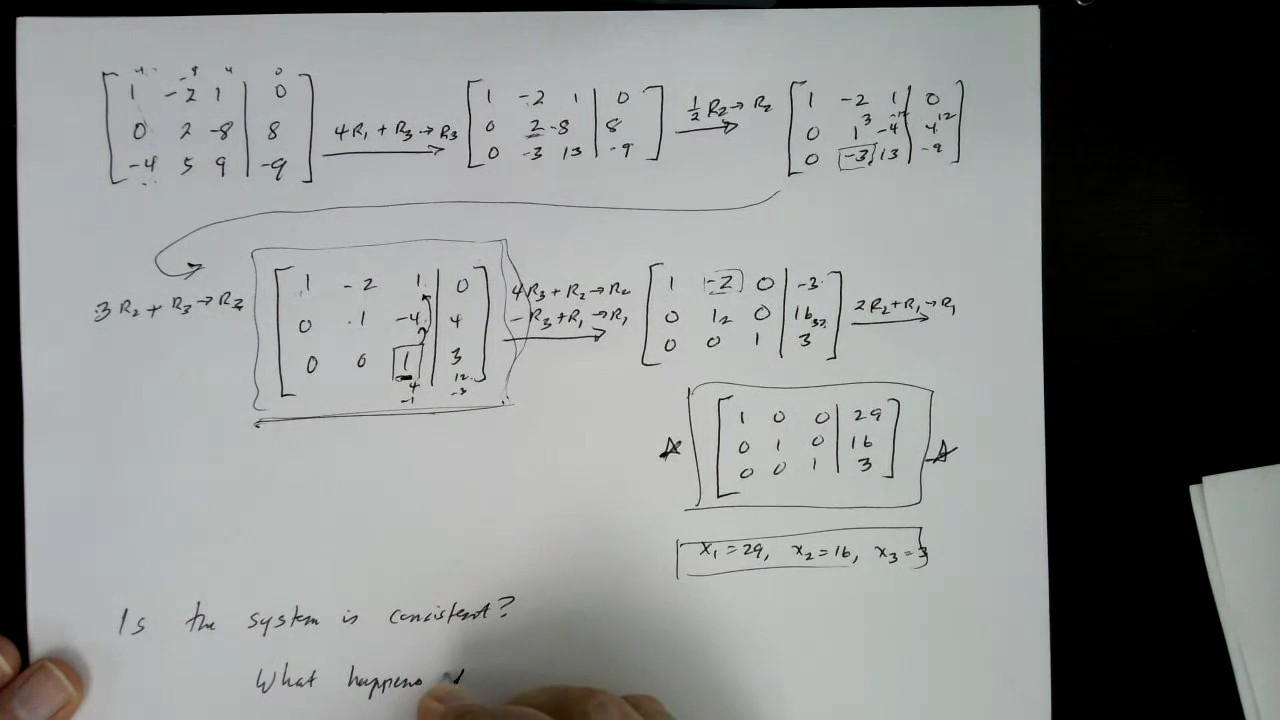 1 -2 1 | 0
0 2 -8 | 8
-4 5 9 | -9
4R₁ + R₃ → R₃
1 -2 1 | 0
0 2 -8 | 8
0 -3 13 | -9
½R₂ → R₂
1 -2 1 | 0
0 1 -4 | 4
0 -3 13 | -9
3R₂ + R₃ → R₃
1 -2 1 | 0
0 1 -4 | 4
0 0 1 | 3
4R₃ + R₂ → R₂
-R₃ + R₁ → R₁
1 -2 0 | -3
0 1 0 | 16
0 0 1 | 3
2R₂ + R₁ → R₁
1 0 0 | 29
0 1 0 | 16
0 0 1 | 3
x₁ = 29, x₂ = 16, x₃ = 3
Is the system is consistent?
What happens